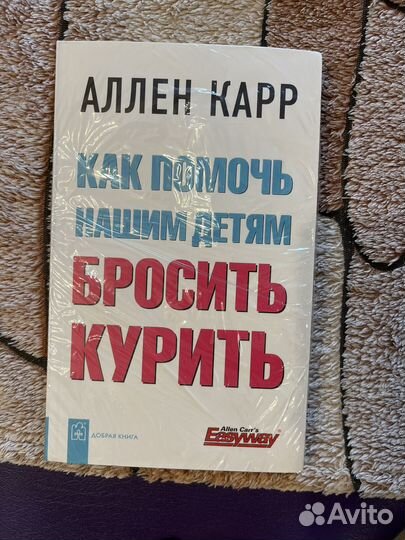 АЛЛЕН КАРР
КАК ПОМОЧЬ
НАШИМ ДЕТЯМ
БРОСИТЬ
КУРИТЬ
ДОБРАЯ КНИГА
Allen Carr's
Easyway
Avito